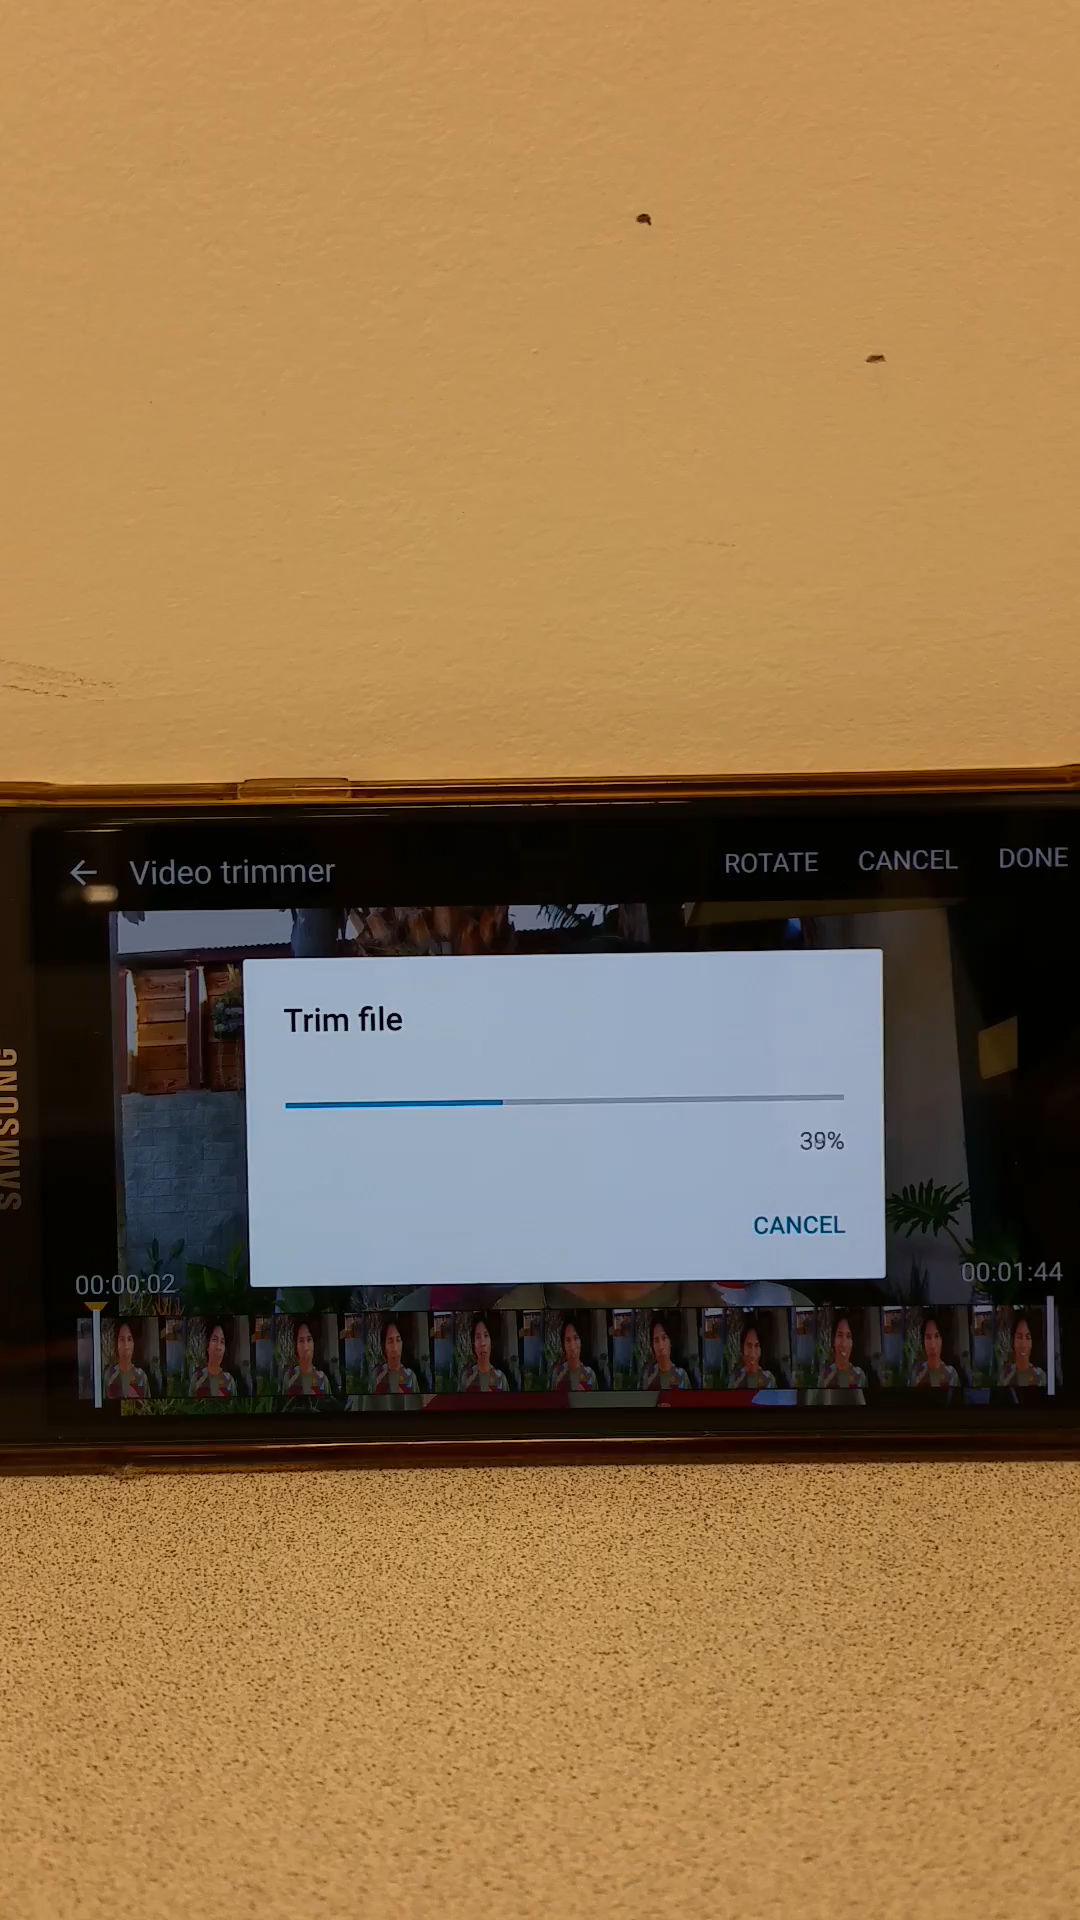 Video trimmer
ROTATE CANCEL DONE
Trim file
39%
CANCEL
00:00:02
00:01:44
SAMSUNG